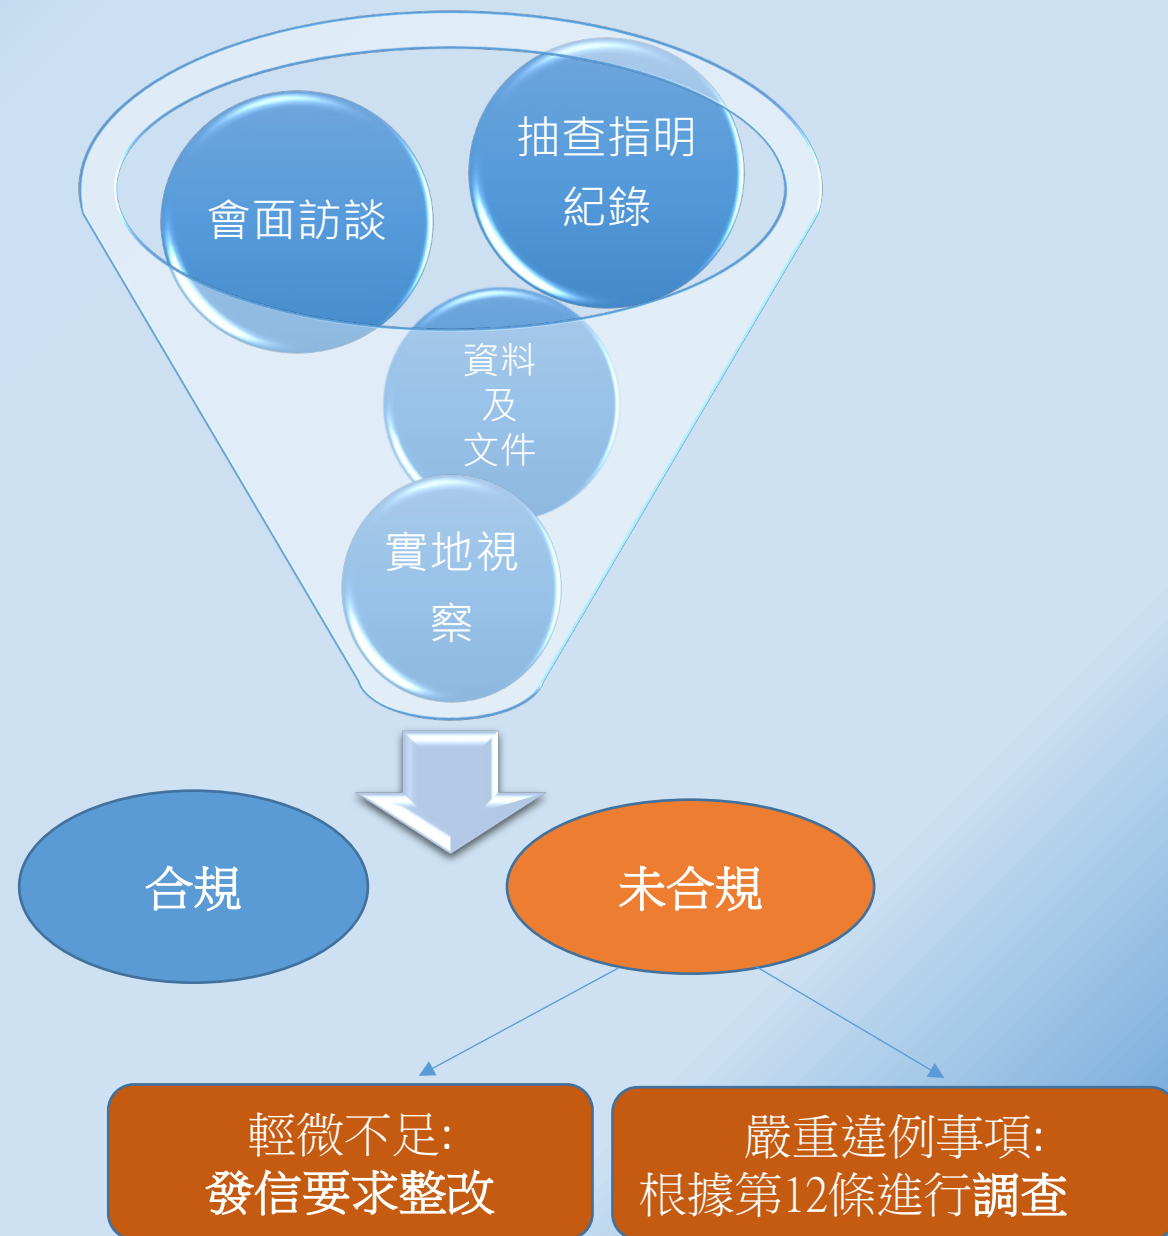 抽查指明
紀錄
會面訪談
資料
及
文件
實地視
察
合規
未合規
輕微不足:
發信要求整改
嚴重違例事項:
根據第12條進行調查